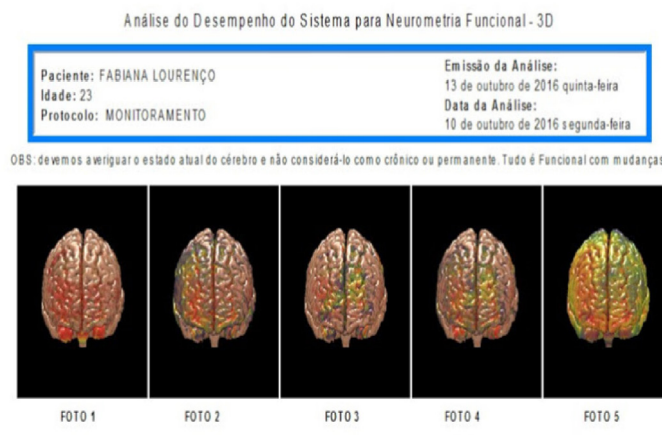 Análise do Desempenho do Sistema para Neurometria Funcional - 3D
Paciente: FABIANA LOURENÇO
Idade: 23
Protocolo: MONITORAMENTO
Emissão da Análise:
13 de outubro de 2016 quinta-feira
Data da Análise:
10 de outubro de 2016 segunda-feira
OBS: devemos averiguar o estado atual do cérebro e não considerá-lo como crônico ou permanente. Tudo é Funcional com mudanças
FOTO 1
FOTO 2
FOTO 3
FOTO 4
FOTO 5